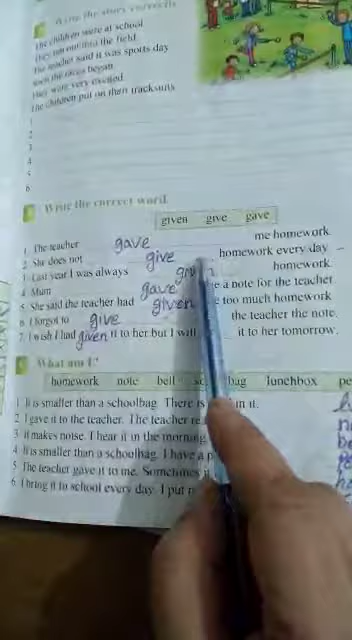 Write the story correctly
The children were at school.
They ran out into the field.
The teacher said it was sports day
Soon the races began.
They were very excited.
The children put on their tracksuits
1
2
3
4
5
6
Write the correct word.
given give gave
1 The teacher gave me homework.
2 She does not give homework every day.
3 Last year I was always given homework.
4 Mum gave me a note for the teacher.
5 She said the teacher had given me too much homework
6 I forgot to give the teacher the note.
7 I wish I had given it to her but I will it to her tomorrow.
What am I?
homework note bell bag lunchbox
1 It is smaller than a schoolbag. There is in it.
2 I gave it to the teacher. The teacher
3 It makes noise. I hear it in the morning
4 It is smaller than a schoolbag. I have a
5 The teacher gave it to me. Sometimes
6 I bring it to school every day. I put